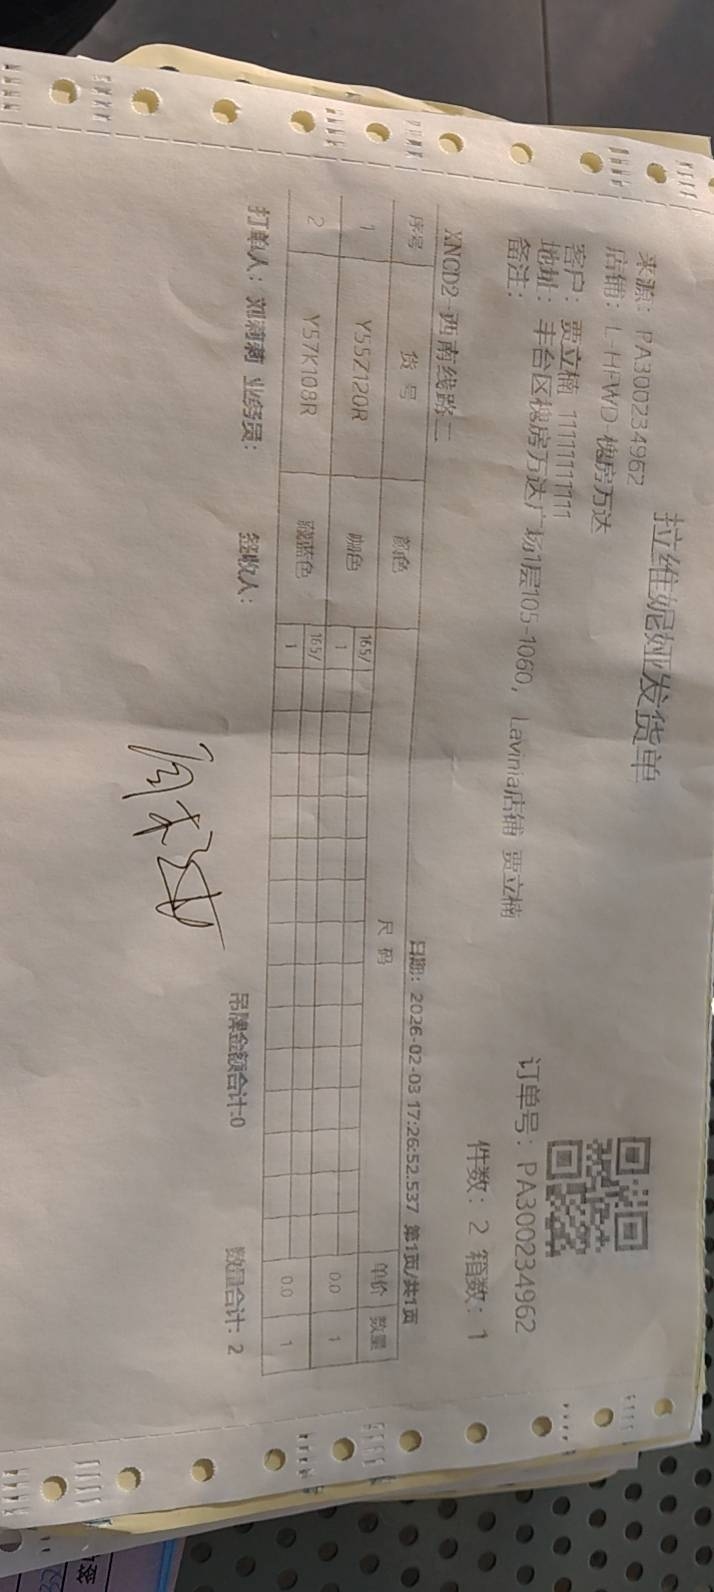 拉维妮娅发货单
来源：PA300234962
店铺：L-HFWD-槐房万达
订单号：PA300234962
客户：贾立楠 11111111111
地址：丰台区槐房万达广场1层105-1060, Lavinia店铺 贾立楠
备注：
件数：2 箱数：1
XNCD2-西南线路二
日期：2026-02-03 17:26:52.537 第1页/共1页
序号 货号 颜色 尺码 单价 数量
165/
1 Y55Z120R 咖色 1 0.0 1
165/
2 Y57K108R 藏蓝色 1 0.0 1
打单人：刘莉莉 业务员： 签收人： 吊牌金额合计:0 数量合计：2